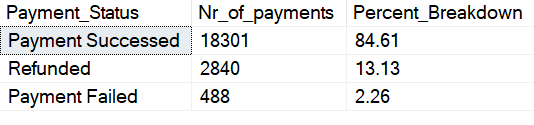 Payment_Status Nr_of_payments Percent_Breakdown
Payment Successed 18301 84.61
Refunded 2840 13.13
Payment Failed 488 2.26